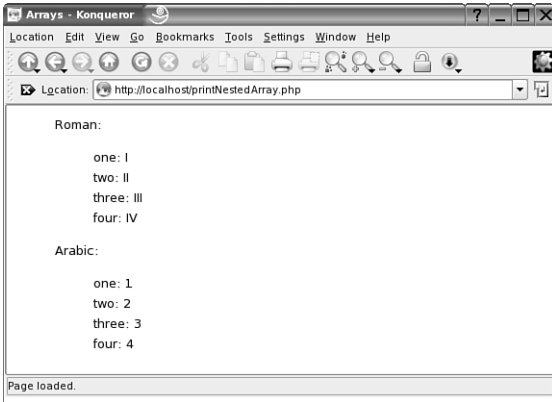 Arrays - Konqueror
Location Edit View Go Bookmarks Tools Settings Window Help
Location: http://localhost/printNestedArray.php
Roman:
one: I
two: II
three: III
four: IV
Arabic:
one: 1
two: 2
three: 3
four: 4
Page loaded.